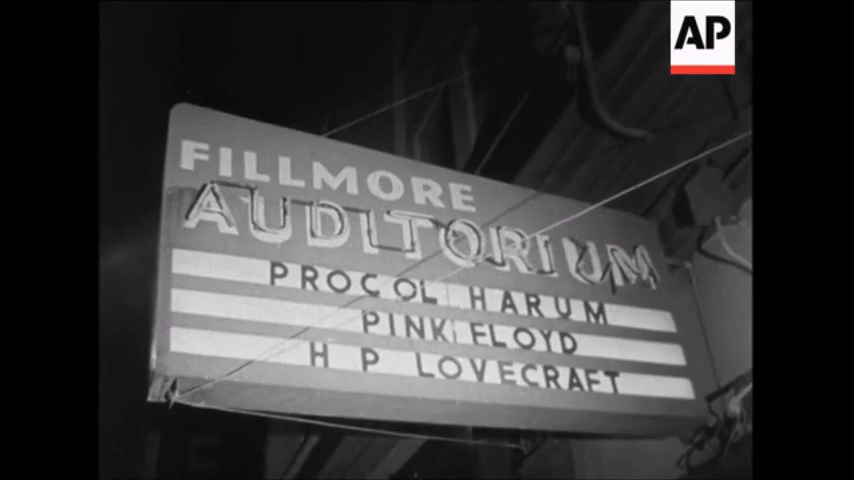 AP
FILLMORE
AUDITORIUM
PROCOL HARUM
PINK FLOYD
H P LOVECRAFT